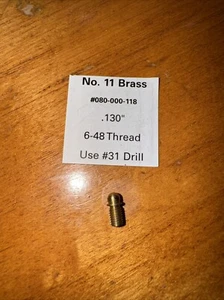 No. 11 Brass
#080-000-118
.130"
6-48 Thread
Use #31 Drill